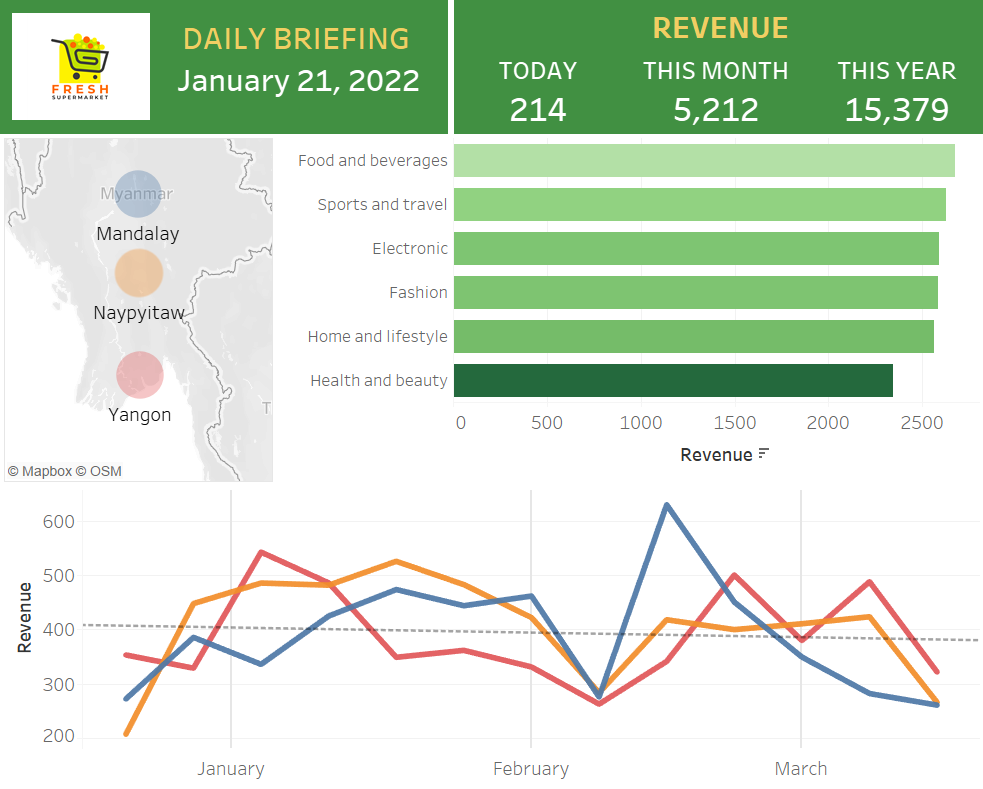 FRESH
SUPERMARKET
DAILY BRIEFING
January 21, 2022
REVENUE
TODAY THIS MONTH THIS YEAR
214 5,212 15,379
Myanmar
Mandalay
Naypyitaw
Yangon
T
© Mapbox © OSM
Food and beverages
Sports and travel
Electronic
Fashion
Home and lifestyle
Health and beauty
0 500 1000 1500 2000 2500
Revenue
Revenue
600
500
400
300
200
January February March